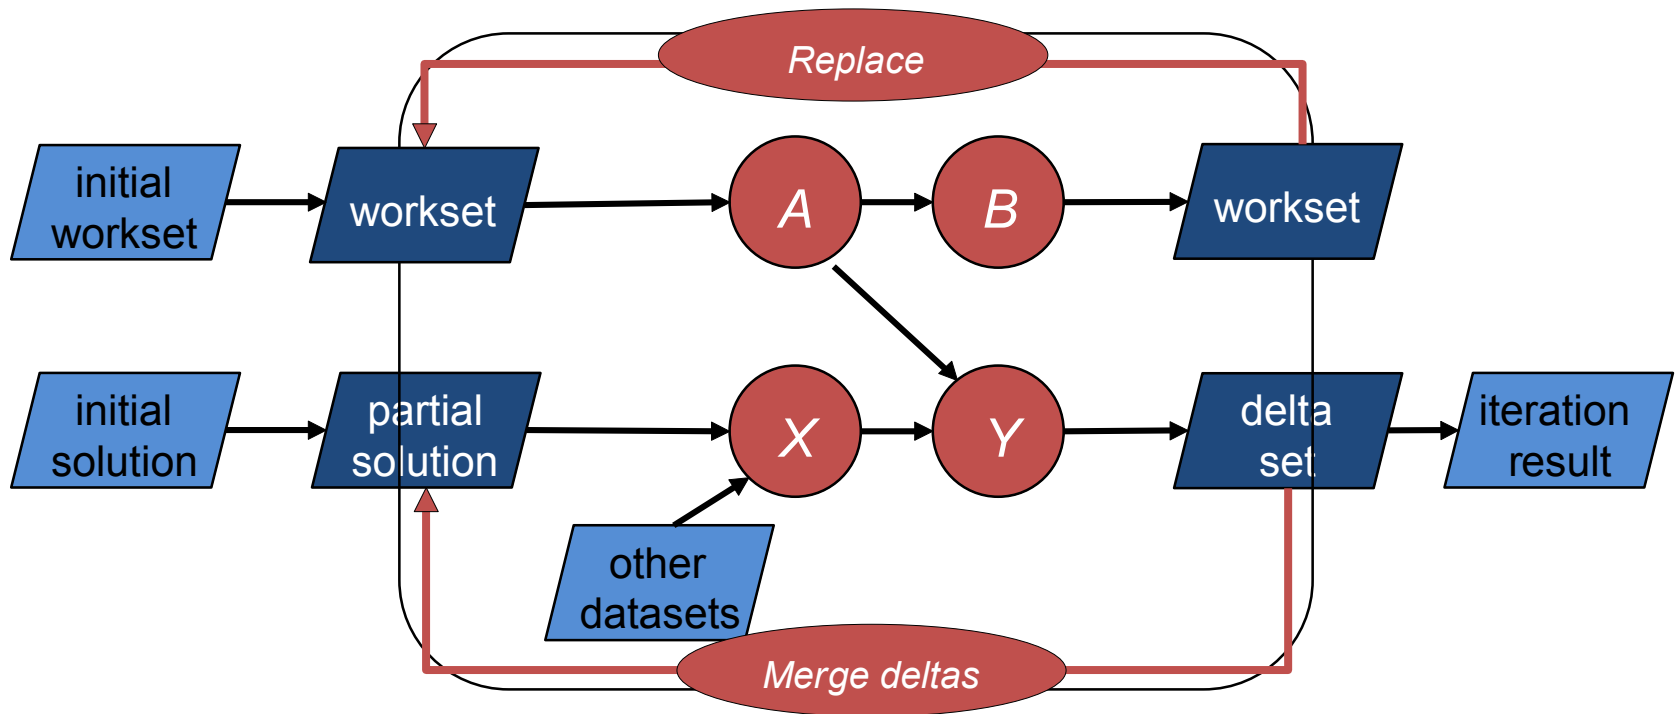 Replace
initial
workset
workset
A
B
workset
initial
solution
partial
solution
X
Y
delta
set
iteration
result
other
datasets
Merge deltas